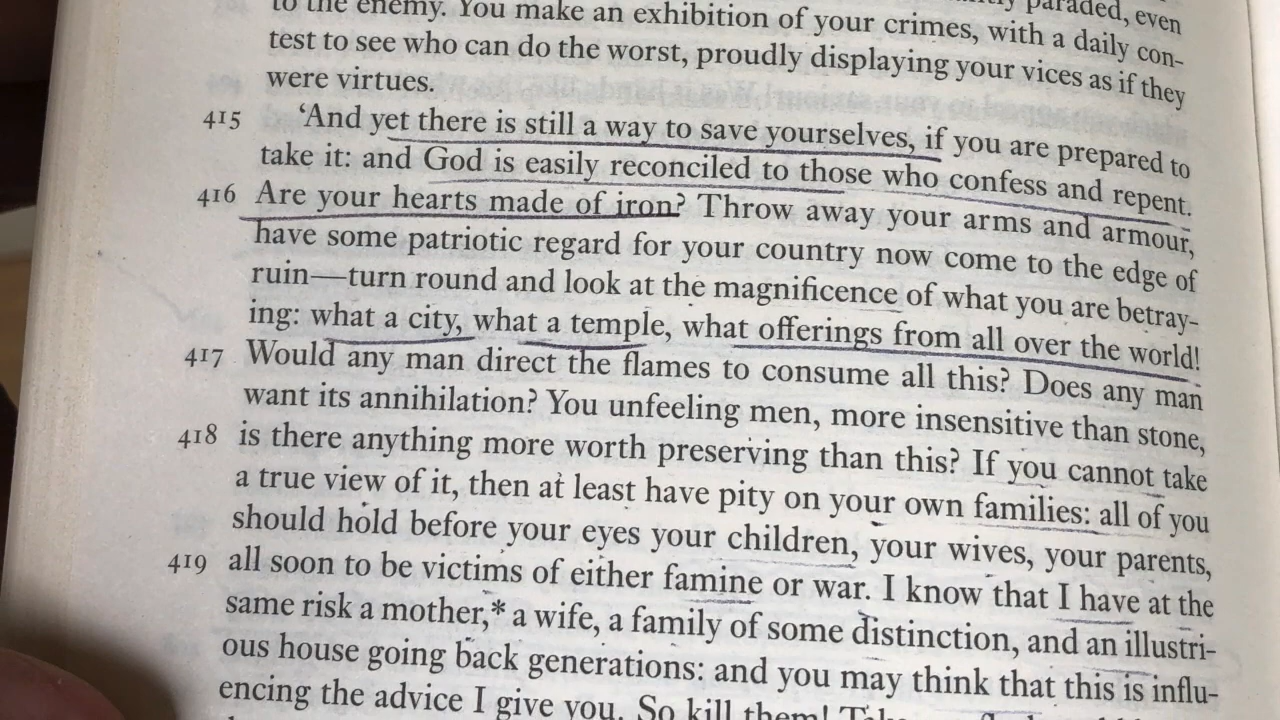 to the enemy. You make an exhibition of your crimes, with a daily con-
test to see who can do the worst, proudly displaying your vices as if they
were virtues.
415 ‘And yet there is still a way to save yourselves, if you are prepared to
take it: and God is easily reconciled to those who confess and repent.
416 Are your hearts made of iron? Throw away your arms and armour,
have some patriotic regard for your country now come to the edge of
ruin—turn round and look at the magnificence of what you are betray-
ing: what a city, what a temple, what offerings from all over the world!
417 Would any man direct the flames to consume all this? Does any man
want its annihilation? You unfeeling men, more insensitive than stone,
418 is there anything more worth preserving than this? If you cannot take
a true view of it, then at least have pity on your own families: all of you
should hold before your eyes your children, your wives, your parents,
419 all soon to be victims of either famine or war. I know that I have at the
same risk a mother,* a wife, a family of some distinction, and an illustri-
ous house going back generations: and you may think that this is influ-
encing the advice I give you. So kill them!